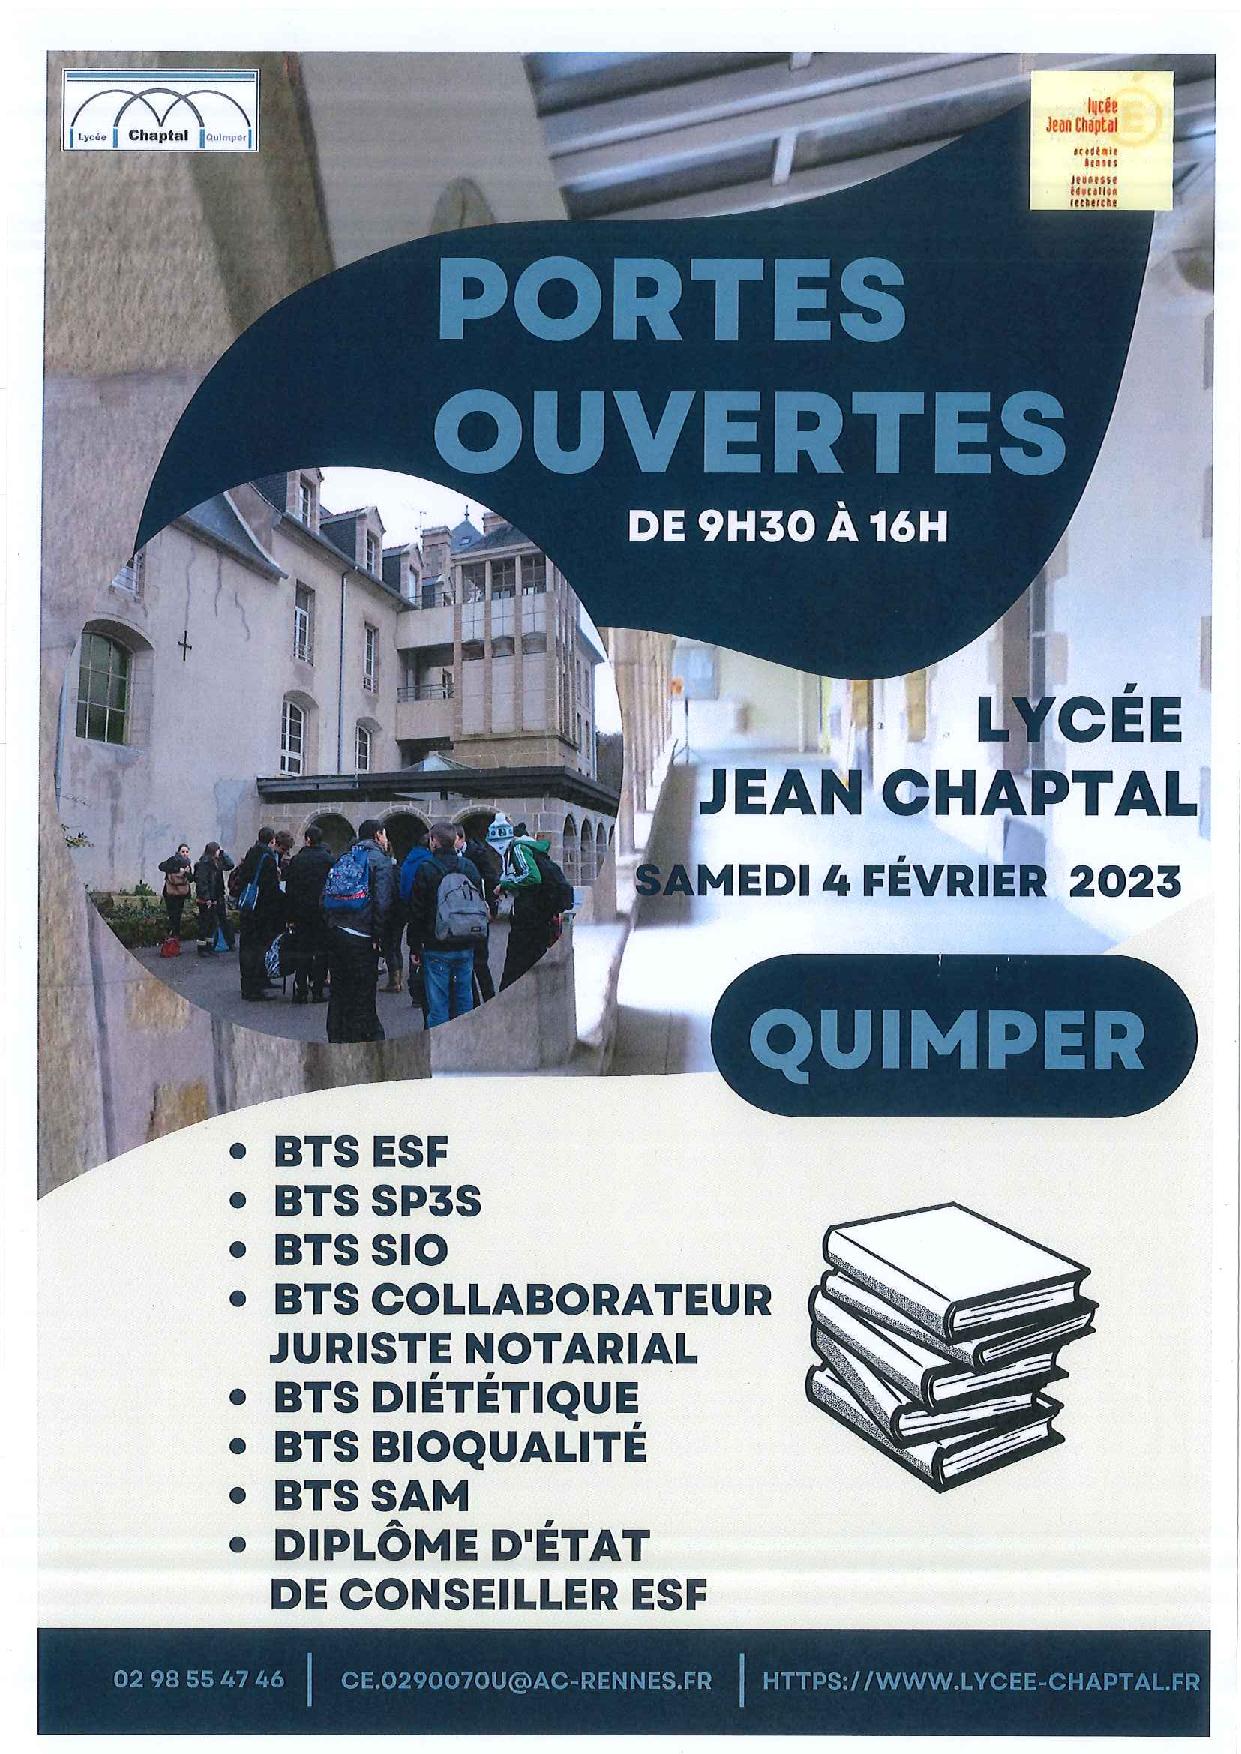 Lycée Chaptal Quimper
lycée
Jean Chaptal
académie
Rennes
jeunesse
éducation
recherche
PORTES
OUVERTES
DE 9H30 À 16H
LYCÉE
JEAN CHAPTAL
SAMEDI 4 FÉVRIER 2023
QUIMPER
• BTS ESF
• BTS SP3S
• BTS SIO
• BTS COLLABORATEUR
JURISTE NOTARIAL
• BTS DIÉTÉTIQUE
• BTS BIOQUALITÉ
• BTS SAM
• DIPLÔME D'ÉTAT
DE CONSEILLER ESF
02 98 55 47 46 | CE.0290070U@AC-RENNES.FR | HTTPS://WWW.LYCEE-CHAPTAL.FR